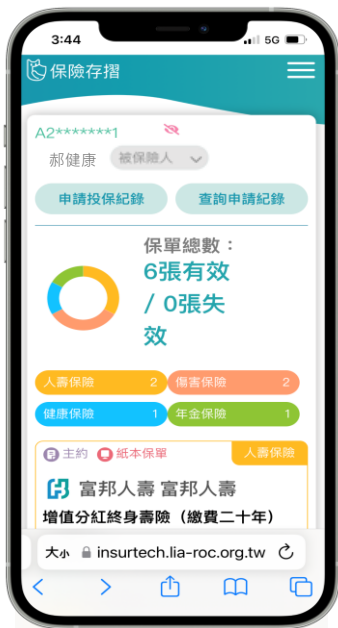 3:44
5G
保險存摺
A2*******1
郝健康 被保險人
申請投保紀錄 查詢申請紀錄
保單總數：
6張有效
/ 0張失
效
人壽保險 2 傷害保險 2
健康保險 1 年金保險 1
主約 紙本保單 人壽保險
富邦人壽 富邦人壽
增值分紅終身壽險（繳費二十年）
大小 insurtech.lia-roc.org.tw